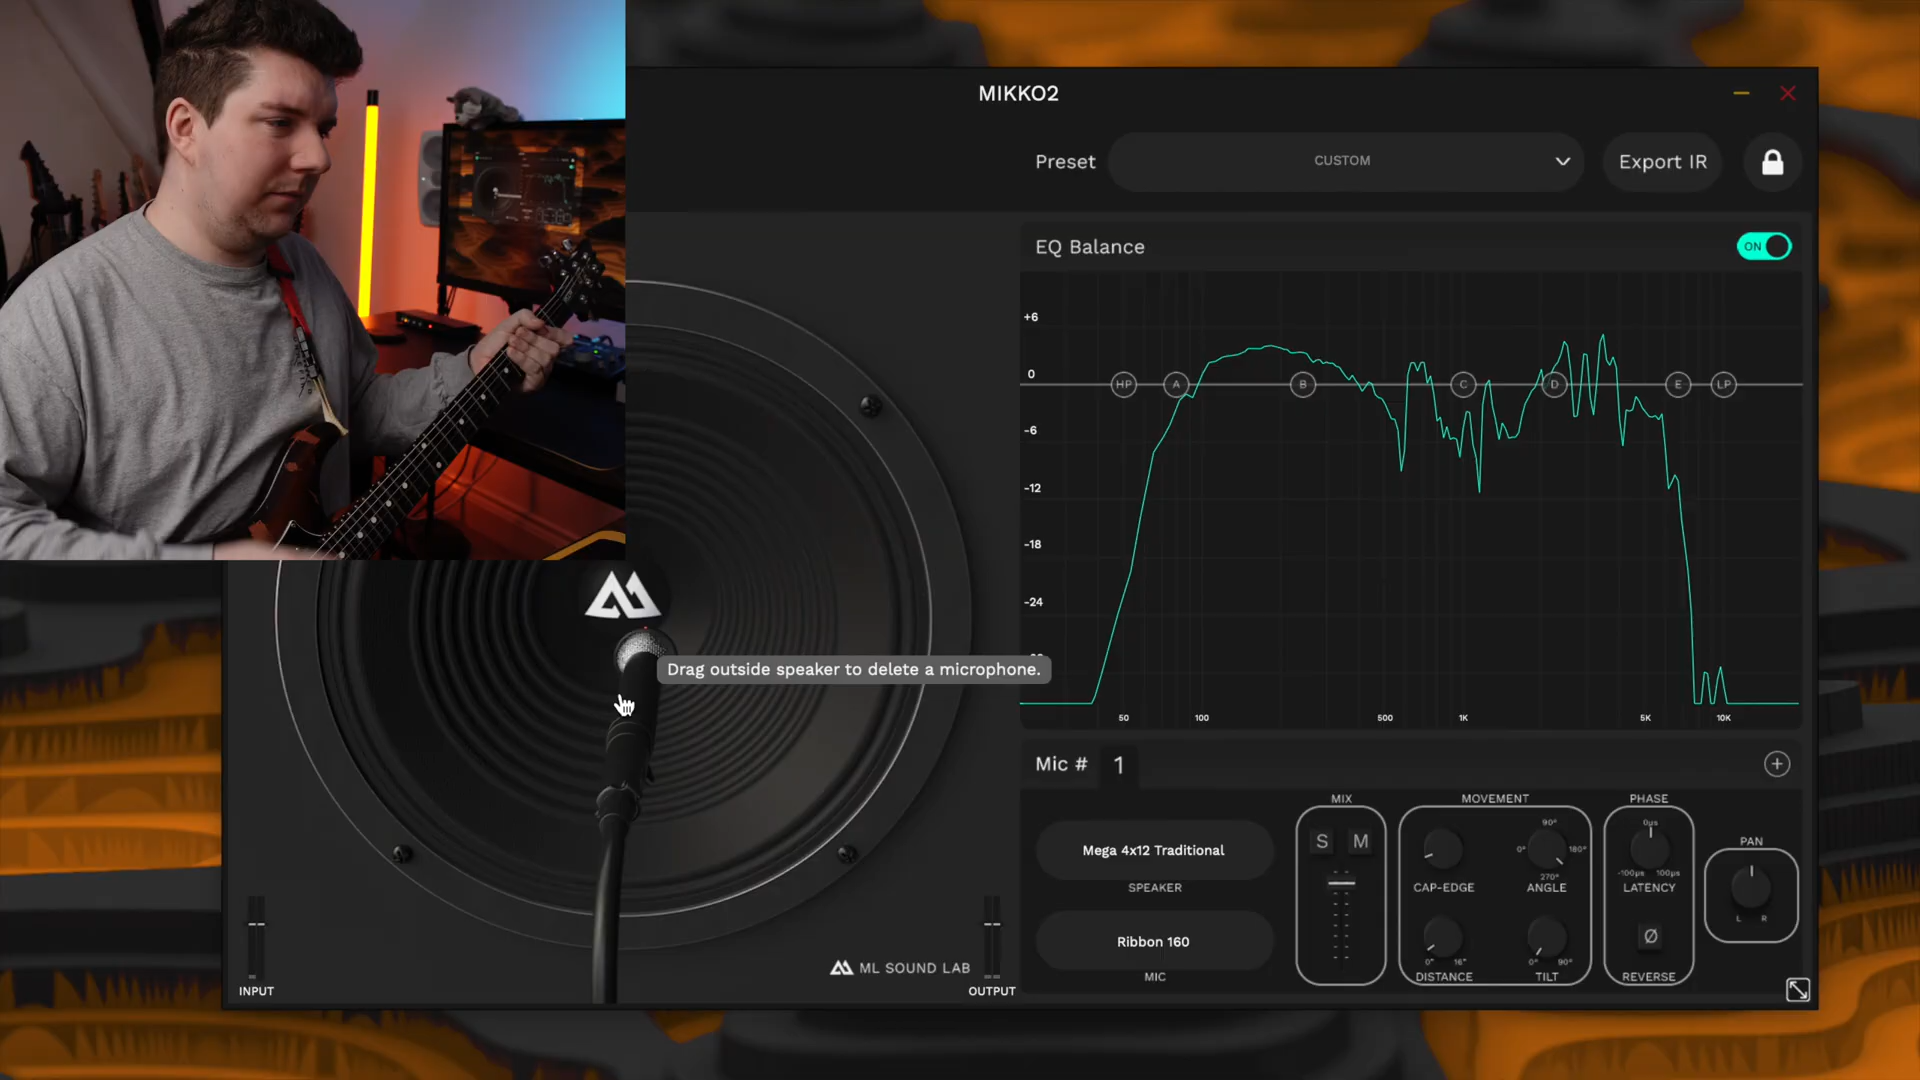 MIKKO2
Preset
CUSTOM
Export IR
EQ Balance
ON
+6
0
-6
-12
-18
-24
HP
A
B
C
D
E
LP
50
100
500
1K
5K
10K
Drag outside speaker to delete a microphone.
Mic #
1
Mega 4x12 Traditional
SPEAKER
Ribbon 160
MIC
MIX
S
M
MOVEMENT
CAP-EDGE
90°
0°
180°
270°
ANGLE
0"
16"
DISTANCE
0°
90°
TILT
PHASE
0µs
-100µs
100µs
LATENCY
Ø
REVERSE
PAN
L
R
ML SOUND LAB
INPUT
OUTPUT